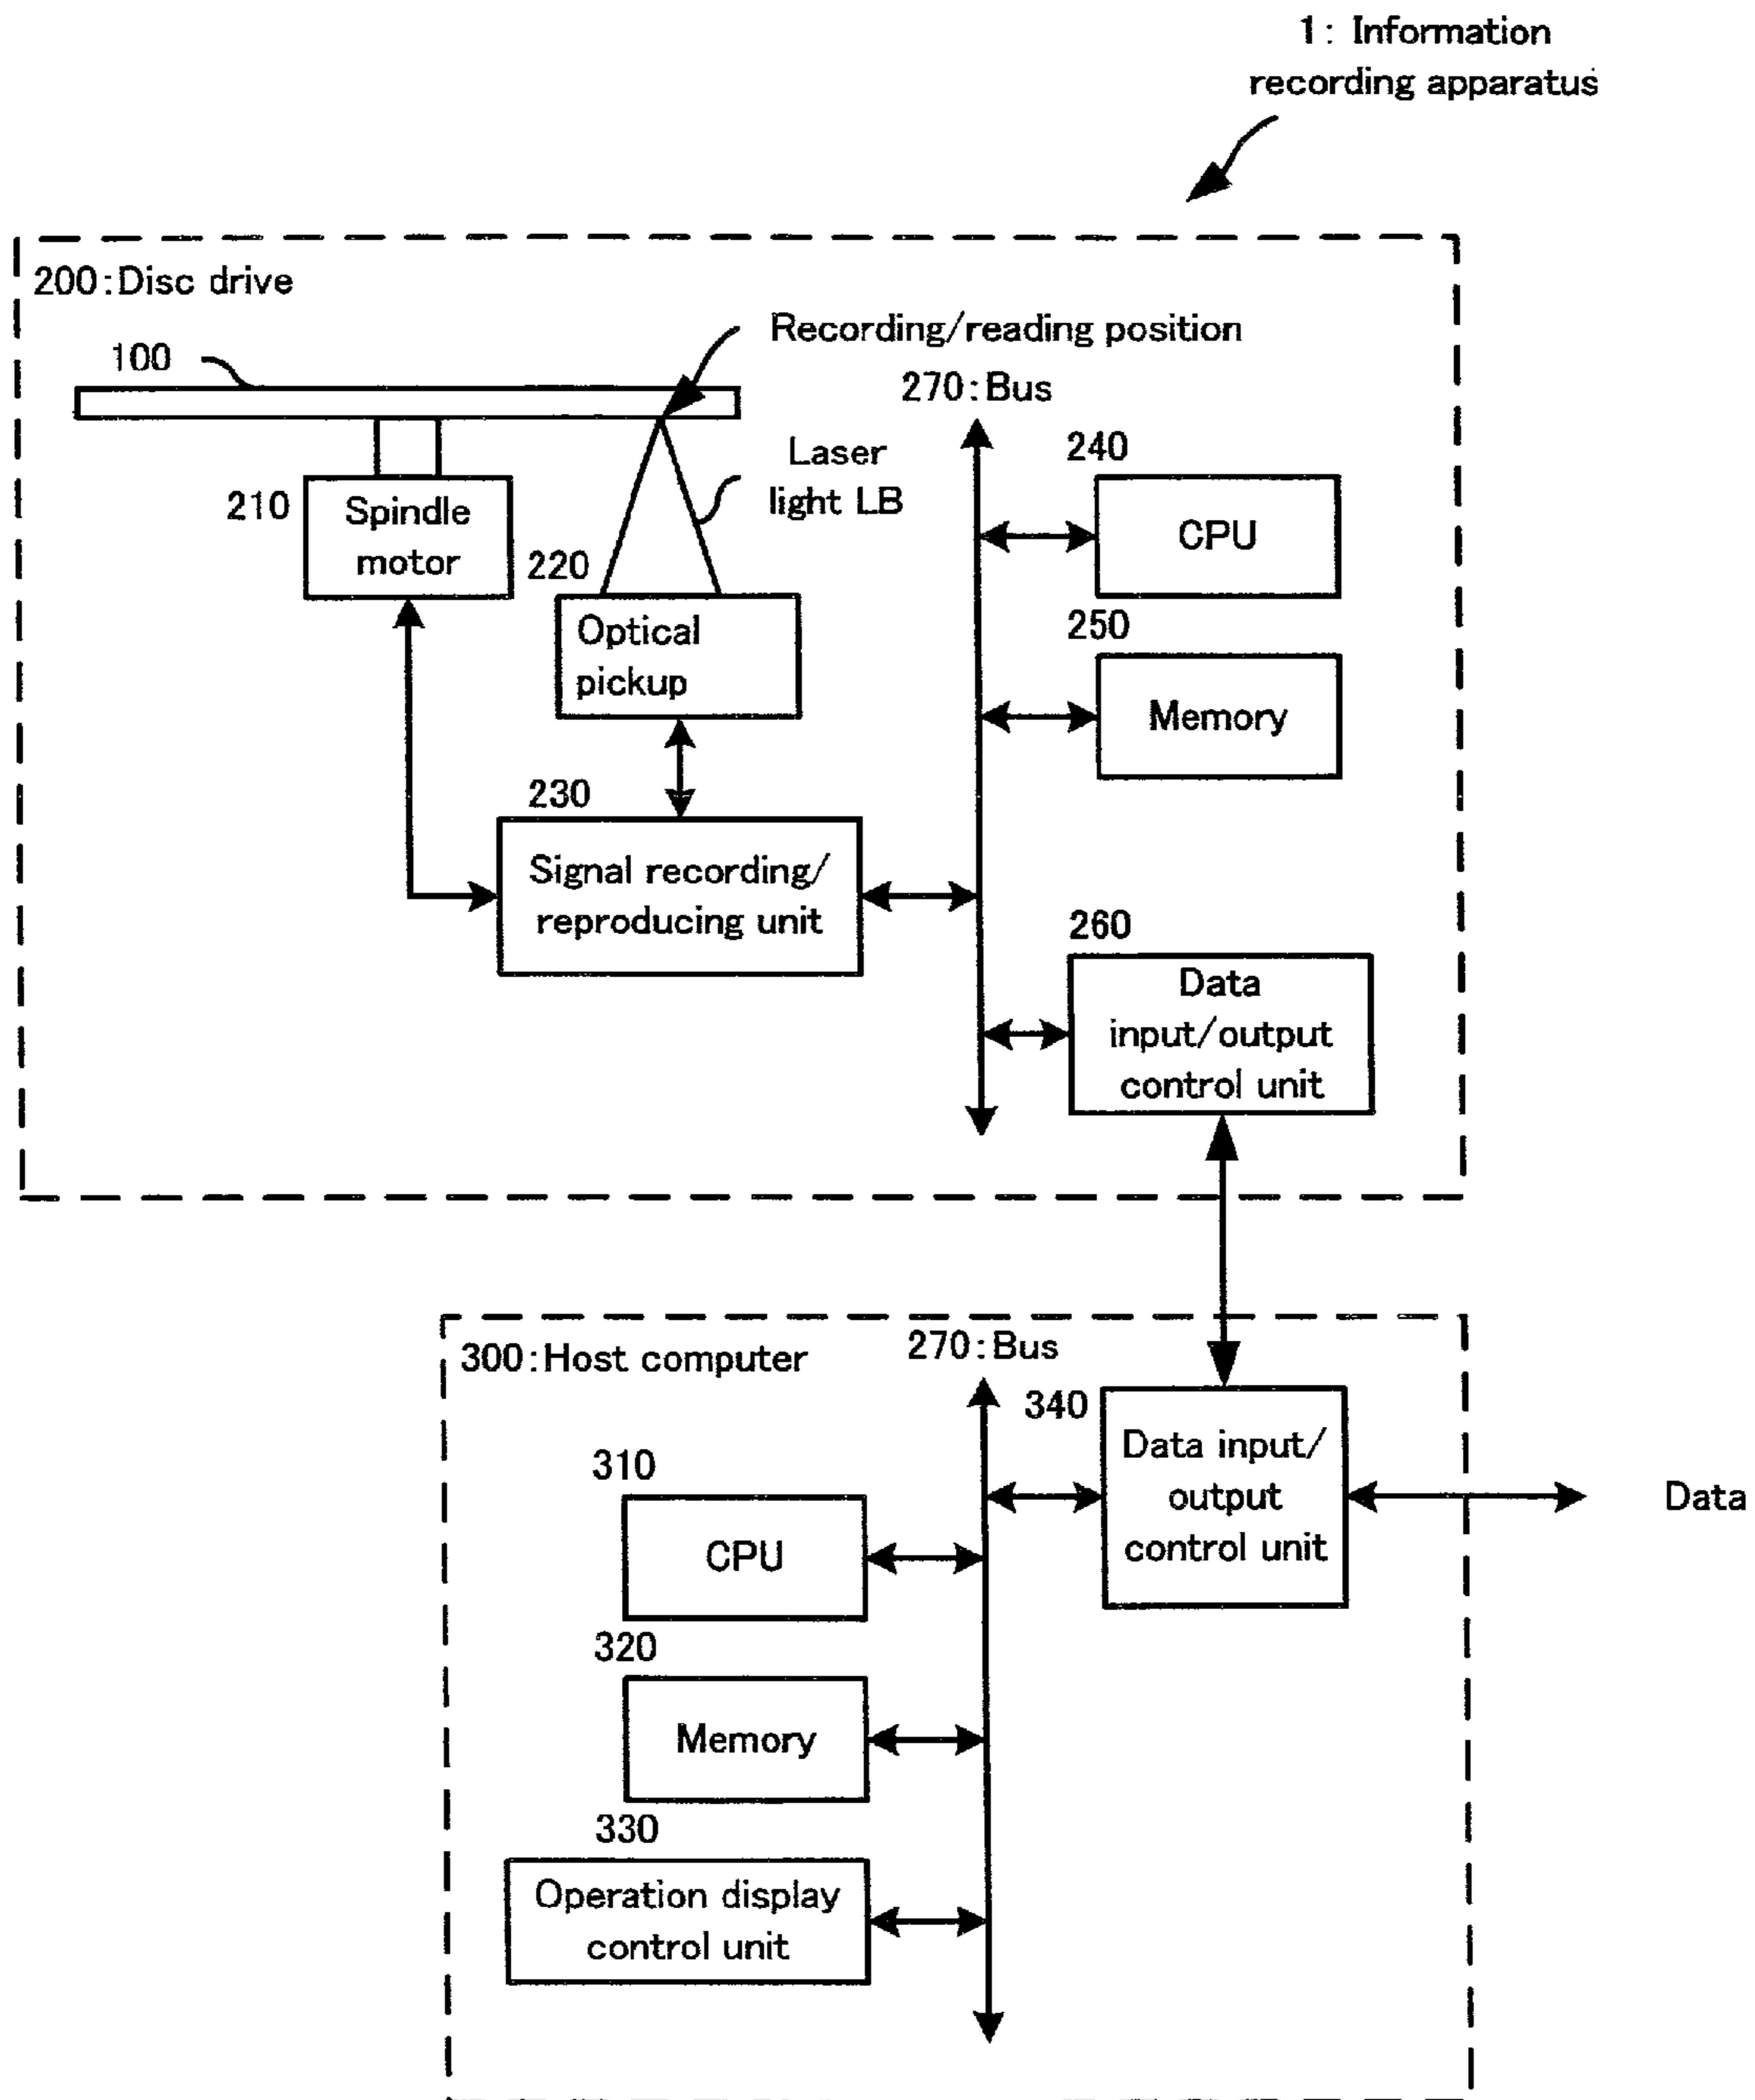 1: Information
recording apparatus
200:Disc drive
Recording/reading position
100
270:Bus
Laser
light LB
240
CPU
210
Spindle
motor
220
250
Optical
pickup
Memory
230
Signal recording/
reproducing unit
260
Data
input/output
control unit
300:Host computer
270:Bus
340
Data input/
output
control unit
Data
310
CPU
320
Memory
330
Operation display
control unit